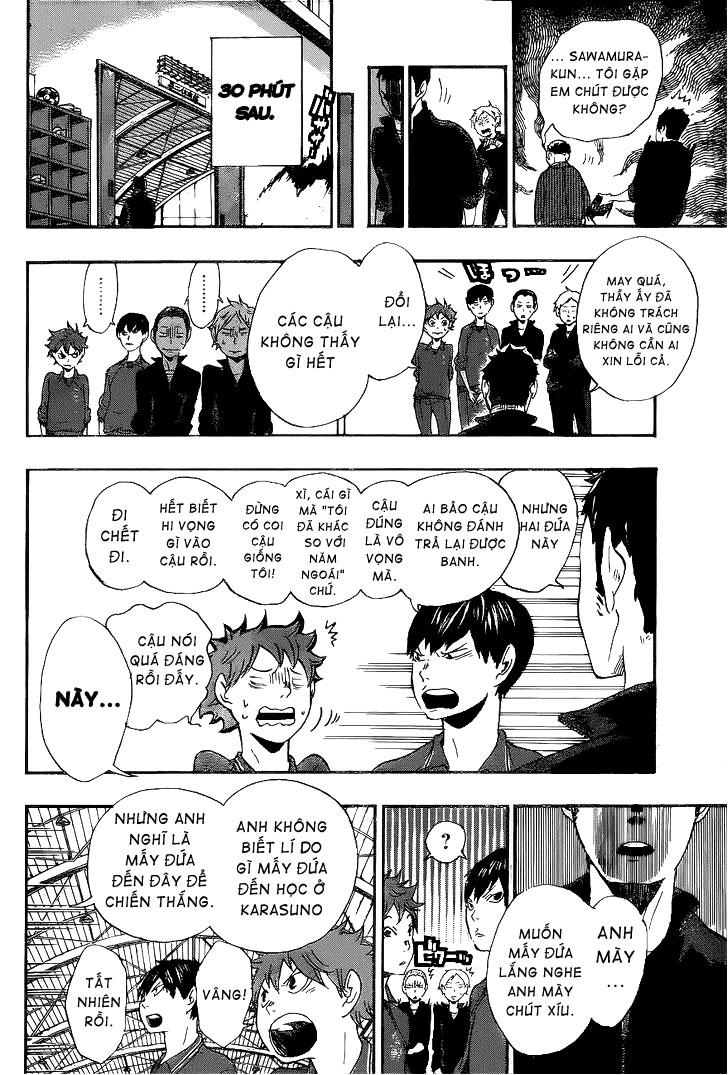 ... SAWAMURA-
KUN... TÔI GẶP
EM CHÚT ĐƯỢC
KHÔNG?
30 PHÚT
SAU.
MAY QUÁ,
THẦY ẤY ĐÃ
KHÔNG TRÁCH
RIÊNG AI VÀ CŨNG
KHÔNG CẦN AI
XIN LỖI CẢ.
ほっー
ĐỔI
LẠI...
CÁC CẬU
KHÔNG THẤY
GÌ HẾT
......
......
NHƯNG
HAI ĐỨA
NÀY
AI BẢO CẬU
KHÔNG ĐÁNH
TRẢ LẠI ĐƯỢC
BANH.
CẬU
ĐÚNG
LÀ VÔ
VỌNG
MÀ.
XÌ, CÁI GÌ
MÀ "TÔI
ĐÃ KHÁC
SO VỚI
NĂM
NGOÁI"
CHỨ.
ĐỪNG
CÓ COI
CẬU
GIỐNG
TÔI!
HẾT BIẾT
HI VỌNG
GÌ VÀO
CẬU RỒI.
ĐI
CHẾT
ĐI.
CẬU NÓI
QUÁ ĐÁNG
RỒI ĐẤY.
NÀY...
ANH
MÀY
...
MUỐN
MẤY ĐỨA
LẮNG NGHE
ANH MÀY
CHÚT XÍU.
?
ANH KHÔNG
BIẾT LÍ DO
GÌ MẤY ĐỨA
ĐẾN HỌC Ở
KARASUNO
NHƯNG ANH
NGHĨ LÀ
MẤY ĐỨA
ĐẾN ĐÂY ĐỂ
CHIẾN THẮNG.
VÂNG!
TẤT
NHIÊN
RỒI.